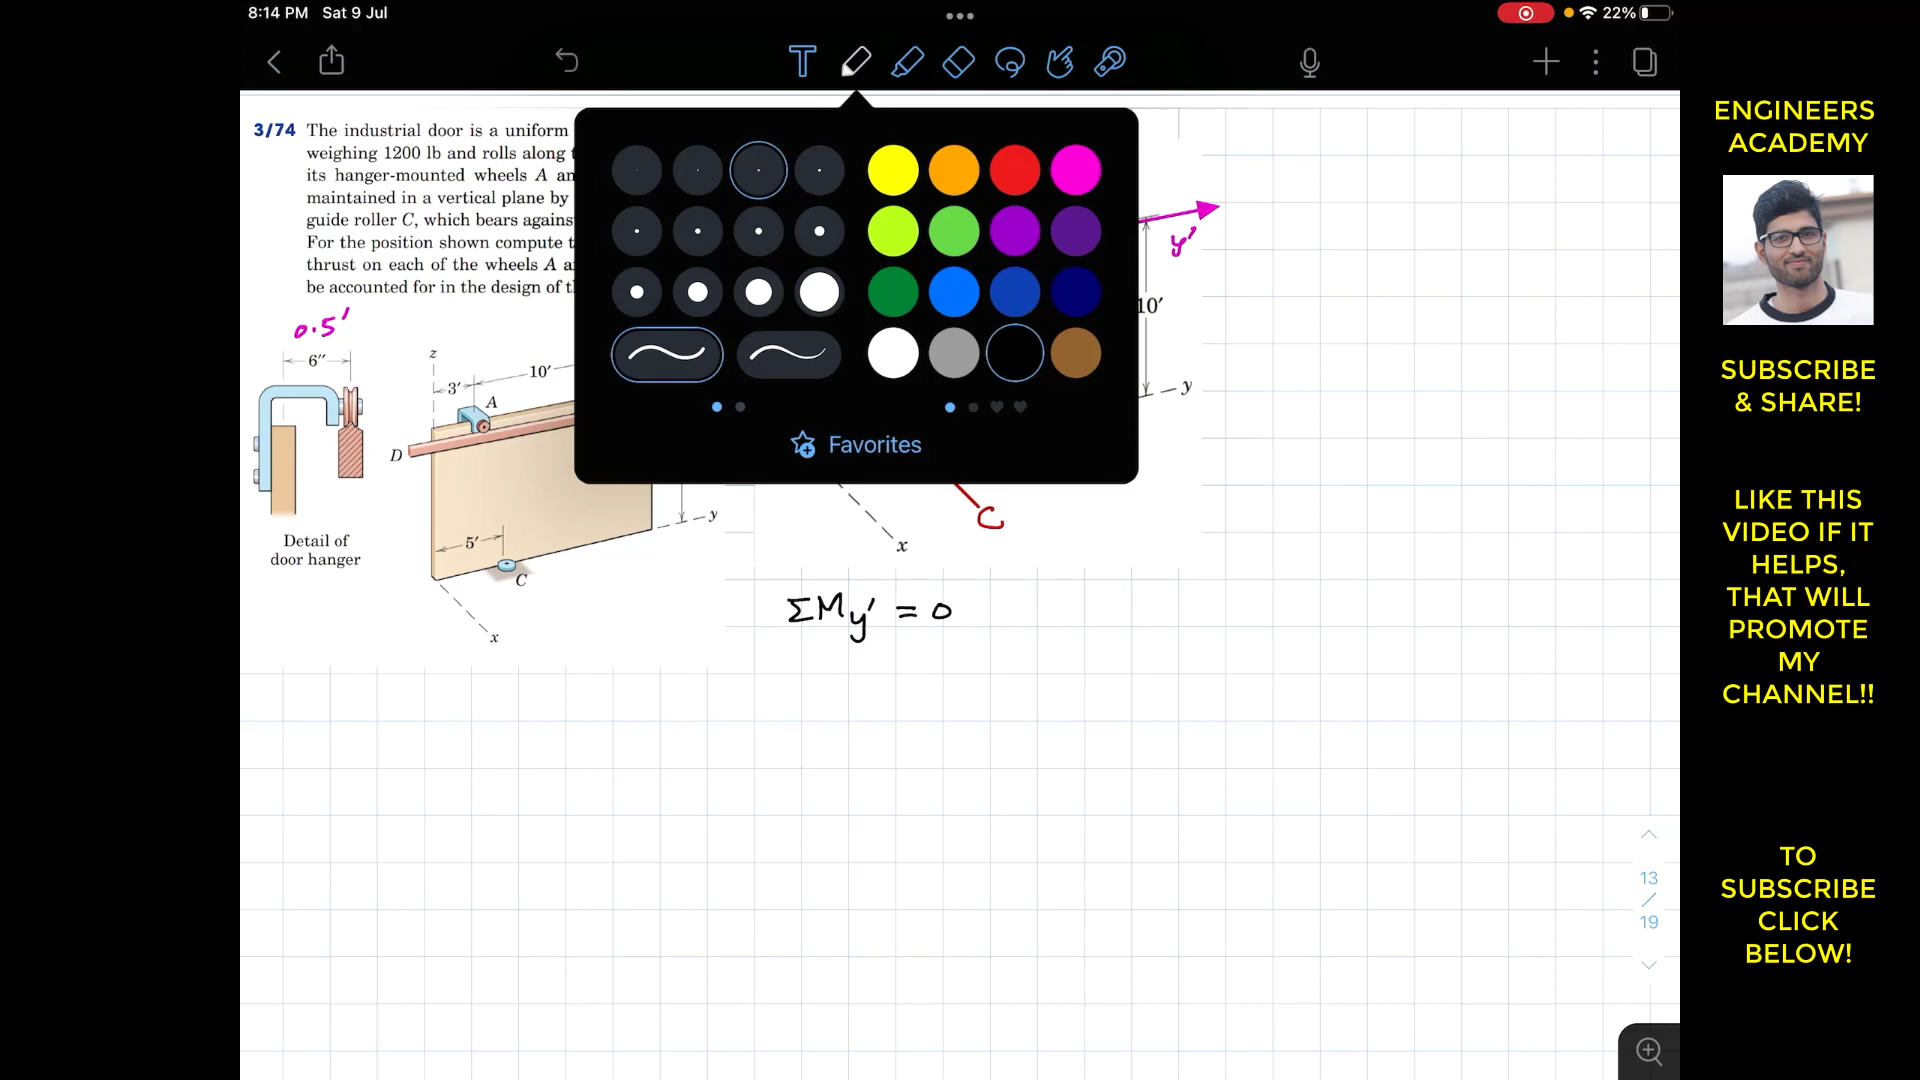 8:14 PM Sat 9 Jul
22%
T
3/74 The industrial door is a uniform
weighing 1200 lb and rolls along
its hanger-mounted wheels A
maintained in a vertical plane by
guide roller C, which bears
For the position shown compute
thrust on each of the wheels A
be accounted for in the design of
0.5'
6"
Detail of
door hanger
z
3'
10'
A
D
5'
C
y
x
Favorites
y'
10'
y
C
x
ΣMy' = 0
13
/
19
ENGINEERS
ACADEMY
SUBSCRIBE
& SHARE!
LIKE THIS
VIDEO IF IT
HELPS,
THAT WILL
PROMOTE
MY
CHANNEL!!
TO
SUBSCRIBE
CLICK
BELOW!